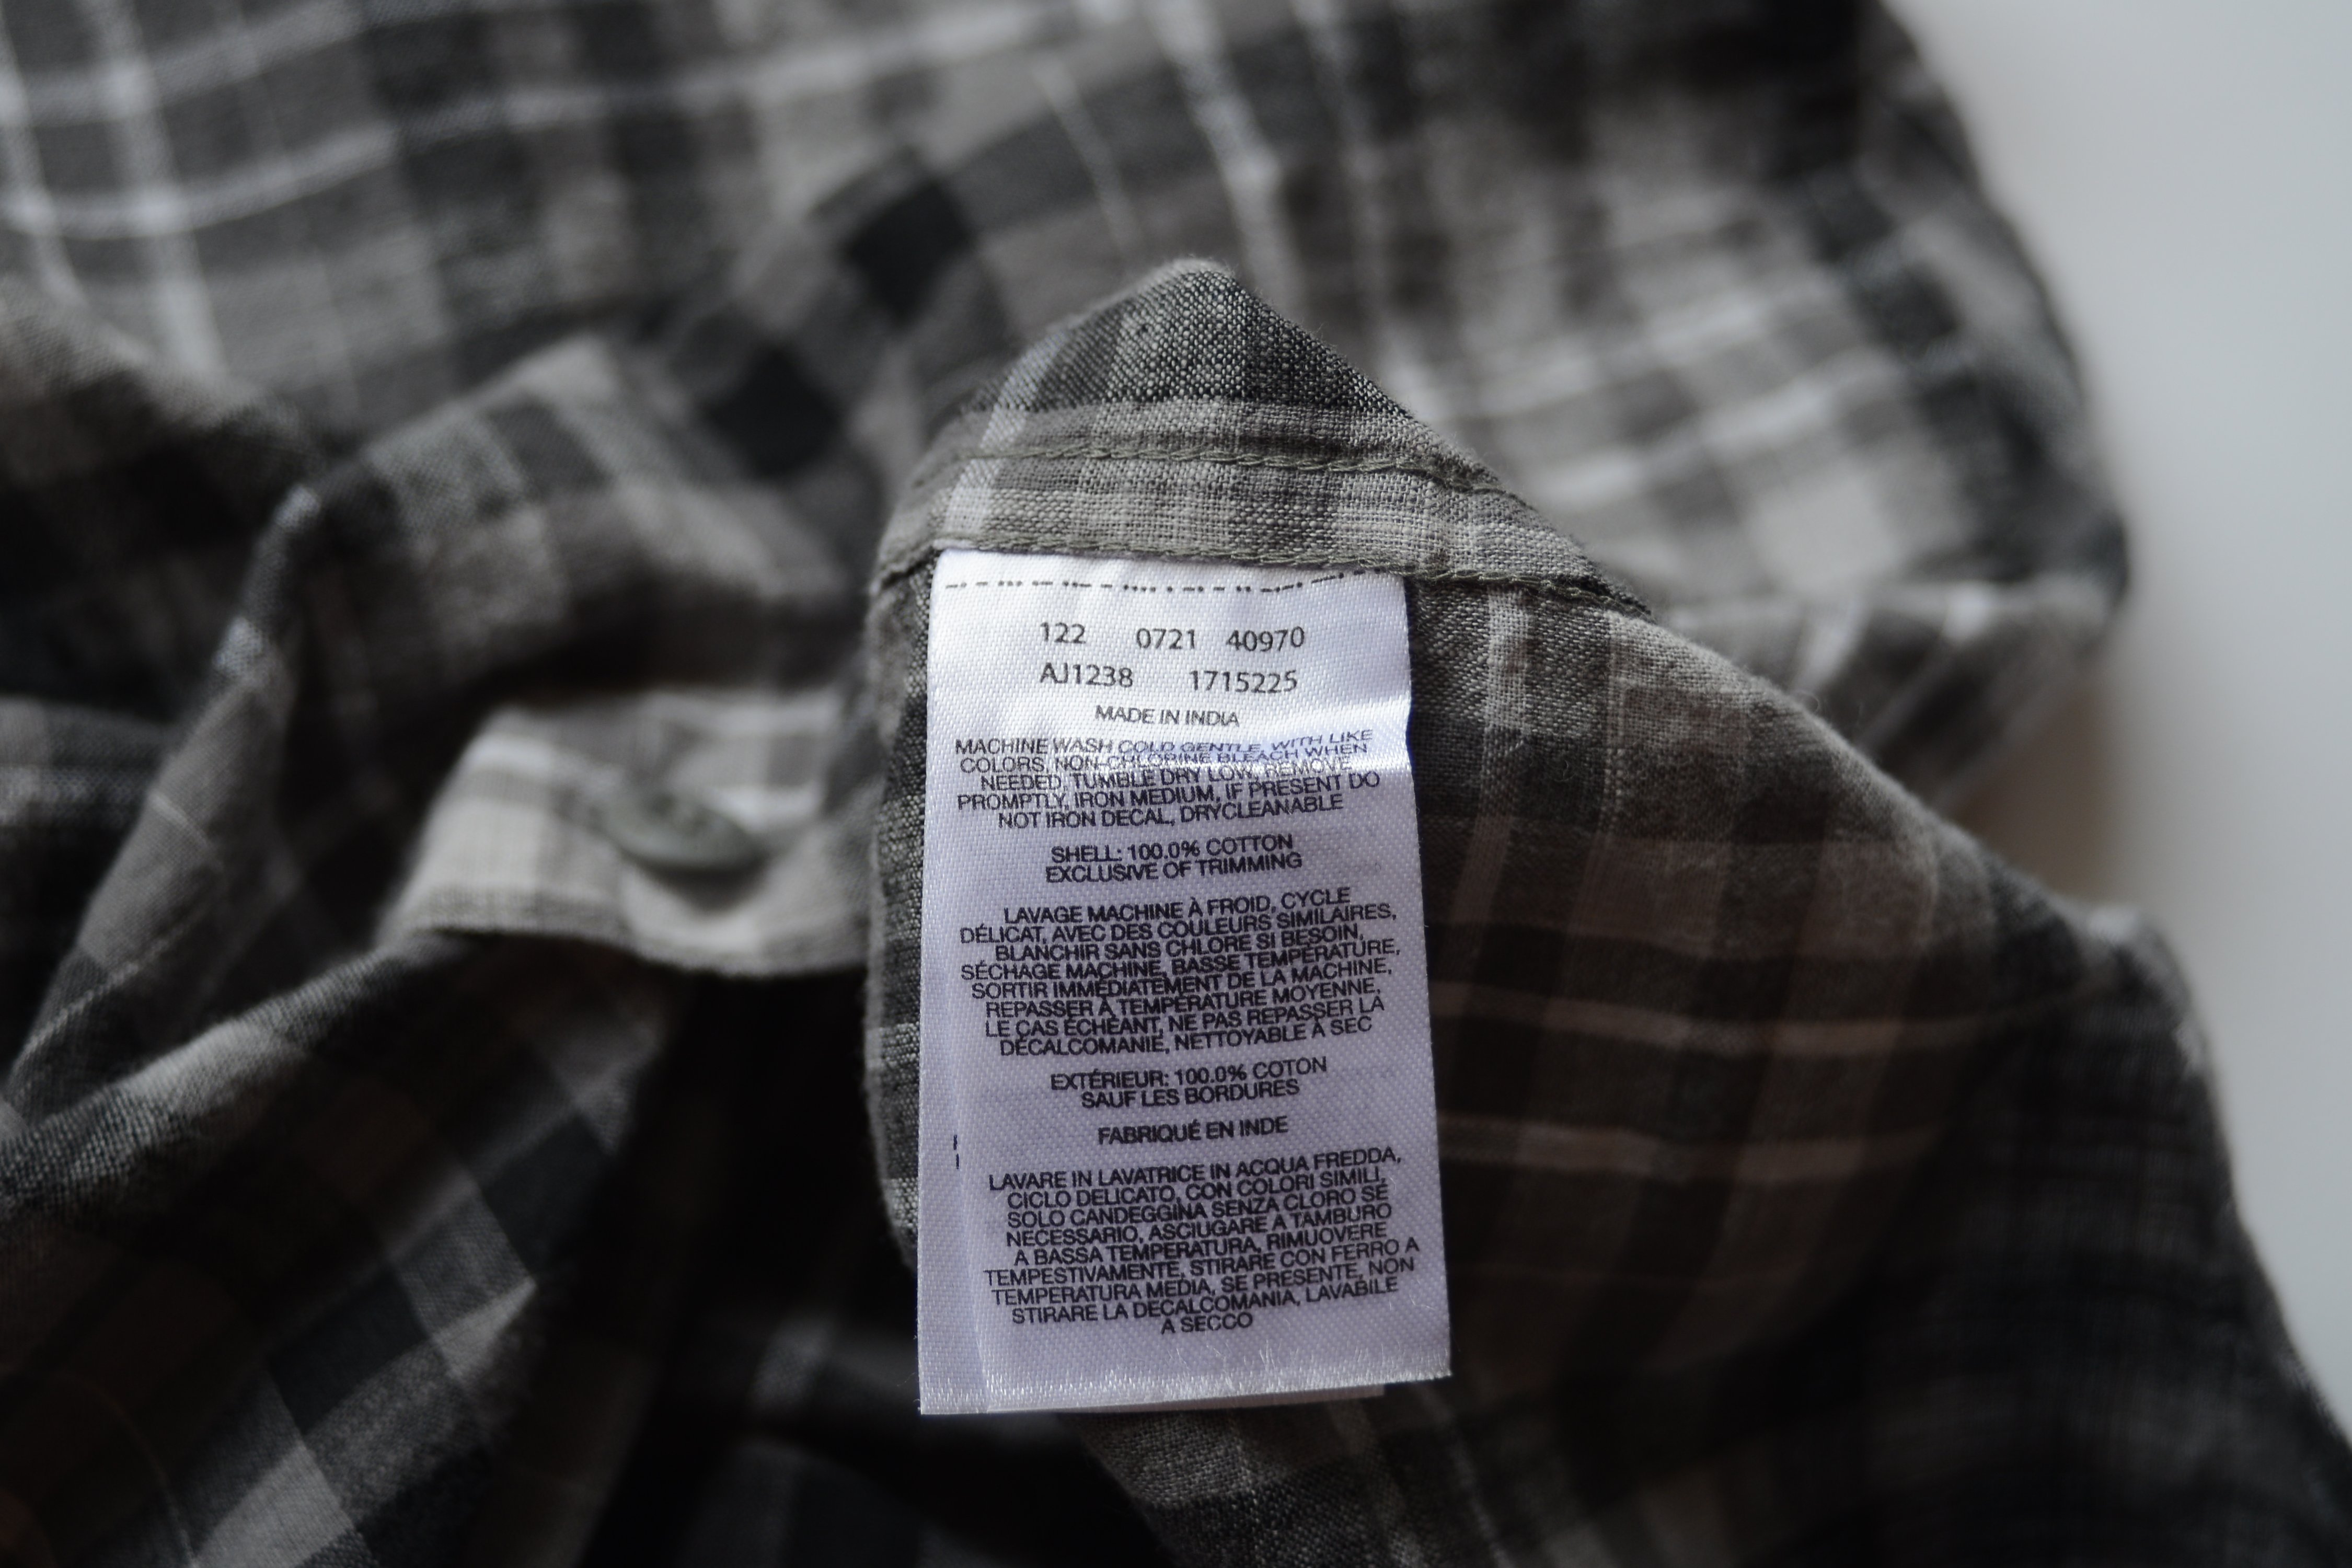 122 0721 40970
AJ1238 1715225
MADE IN INDIA
MACHINE WASH COLD GENTLE, WITH LIKE
COLORS, NON-CHLORINE BLEACH WHEN
NEEDED, TUMBLE DRY LOW, REMOVE
PROMPTLY, IRON MEDIUM, IF PRESENT DO
NOT IRON DECAL, DRYCLEANABLE
SHELL: 100.0% COTTON
EXCLUSIVE OF TRIMMING
LAVAGE MACHINE À FROID, CYCLE
DÉLICAT, AVEC DES COULEURS SIMILAIRES,
BLANCHIR SANS CHLORE SI BESOIN,
SÉCHAGE MACHINE, BASSE TEMPÉRATURE,
SORTIR IMMÉDIATEMENT DE LA MACHINE,
REPASSER À TEMPÉRATURE MOYENNE,
LE CAS ÉCHÉANT, NE PAS REPASSER LA
DÉCALCOMANIE, NETTOYABLE À SEC
EXTÉRIEUR: 100.0% COTON
SAUF LES BORDURES
FABRIQUÉ EN INDE
LAVARE IN LAVATRICE IN ACQUA FREDDA,
CICLO DELICATO, CON COLORI SIMILI,
SOLO CANDEGGINA SENZA CLORO SE
NECESSARIO, ASCIUGARE A TAMBURO
A BASSA TEMPERATURA, RIMUOVERE
TEMPESTIVAMENTE, STIRARE CON FERRO A
TEMPERATURA MEDIA, SE PRESENTE, NON
STIRARE LA DECALCOMANIA, LAVABILE
A SECCO